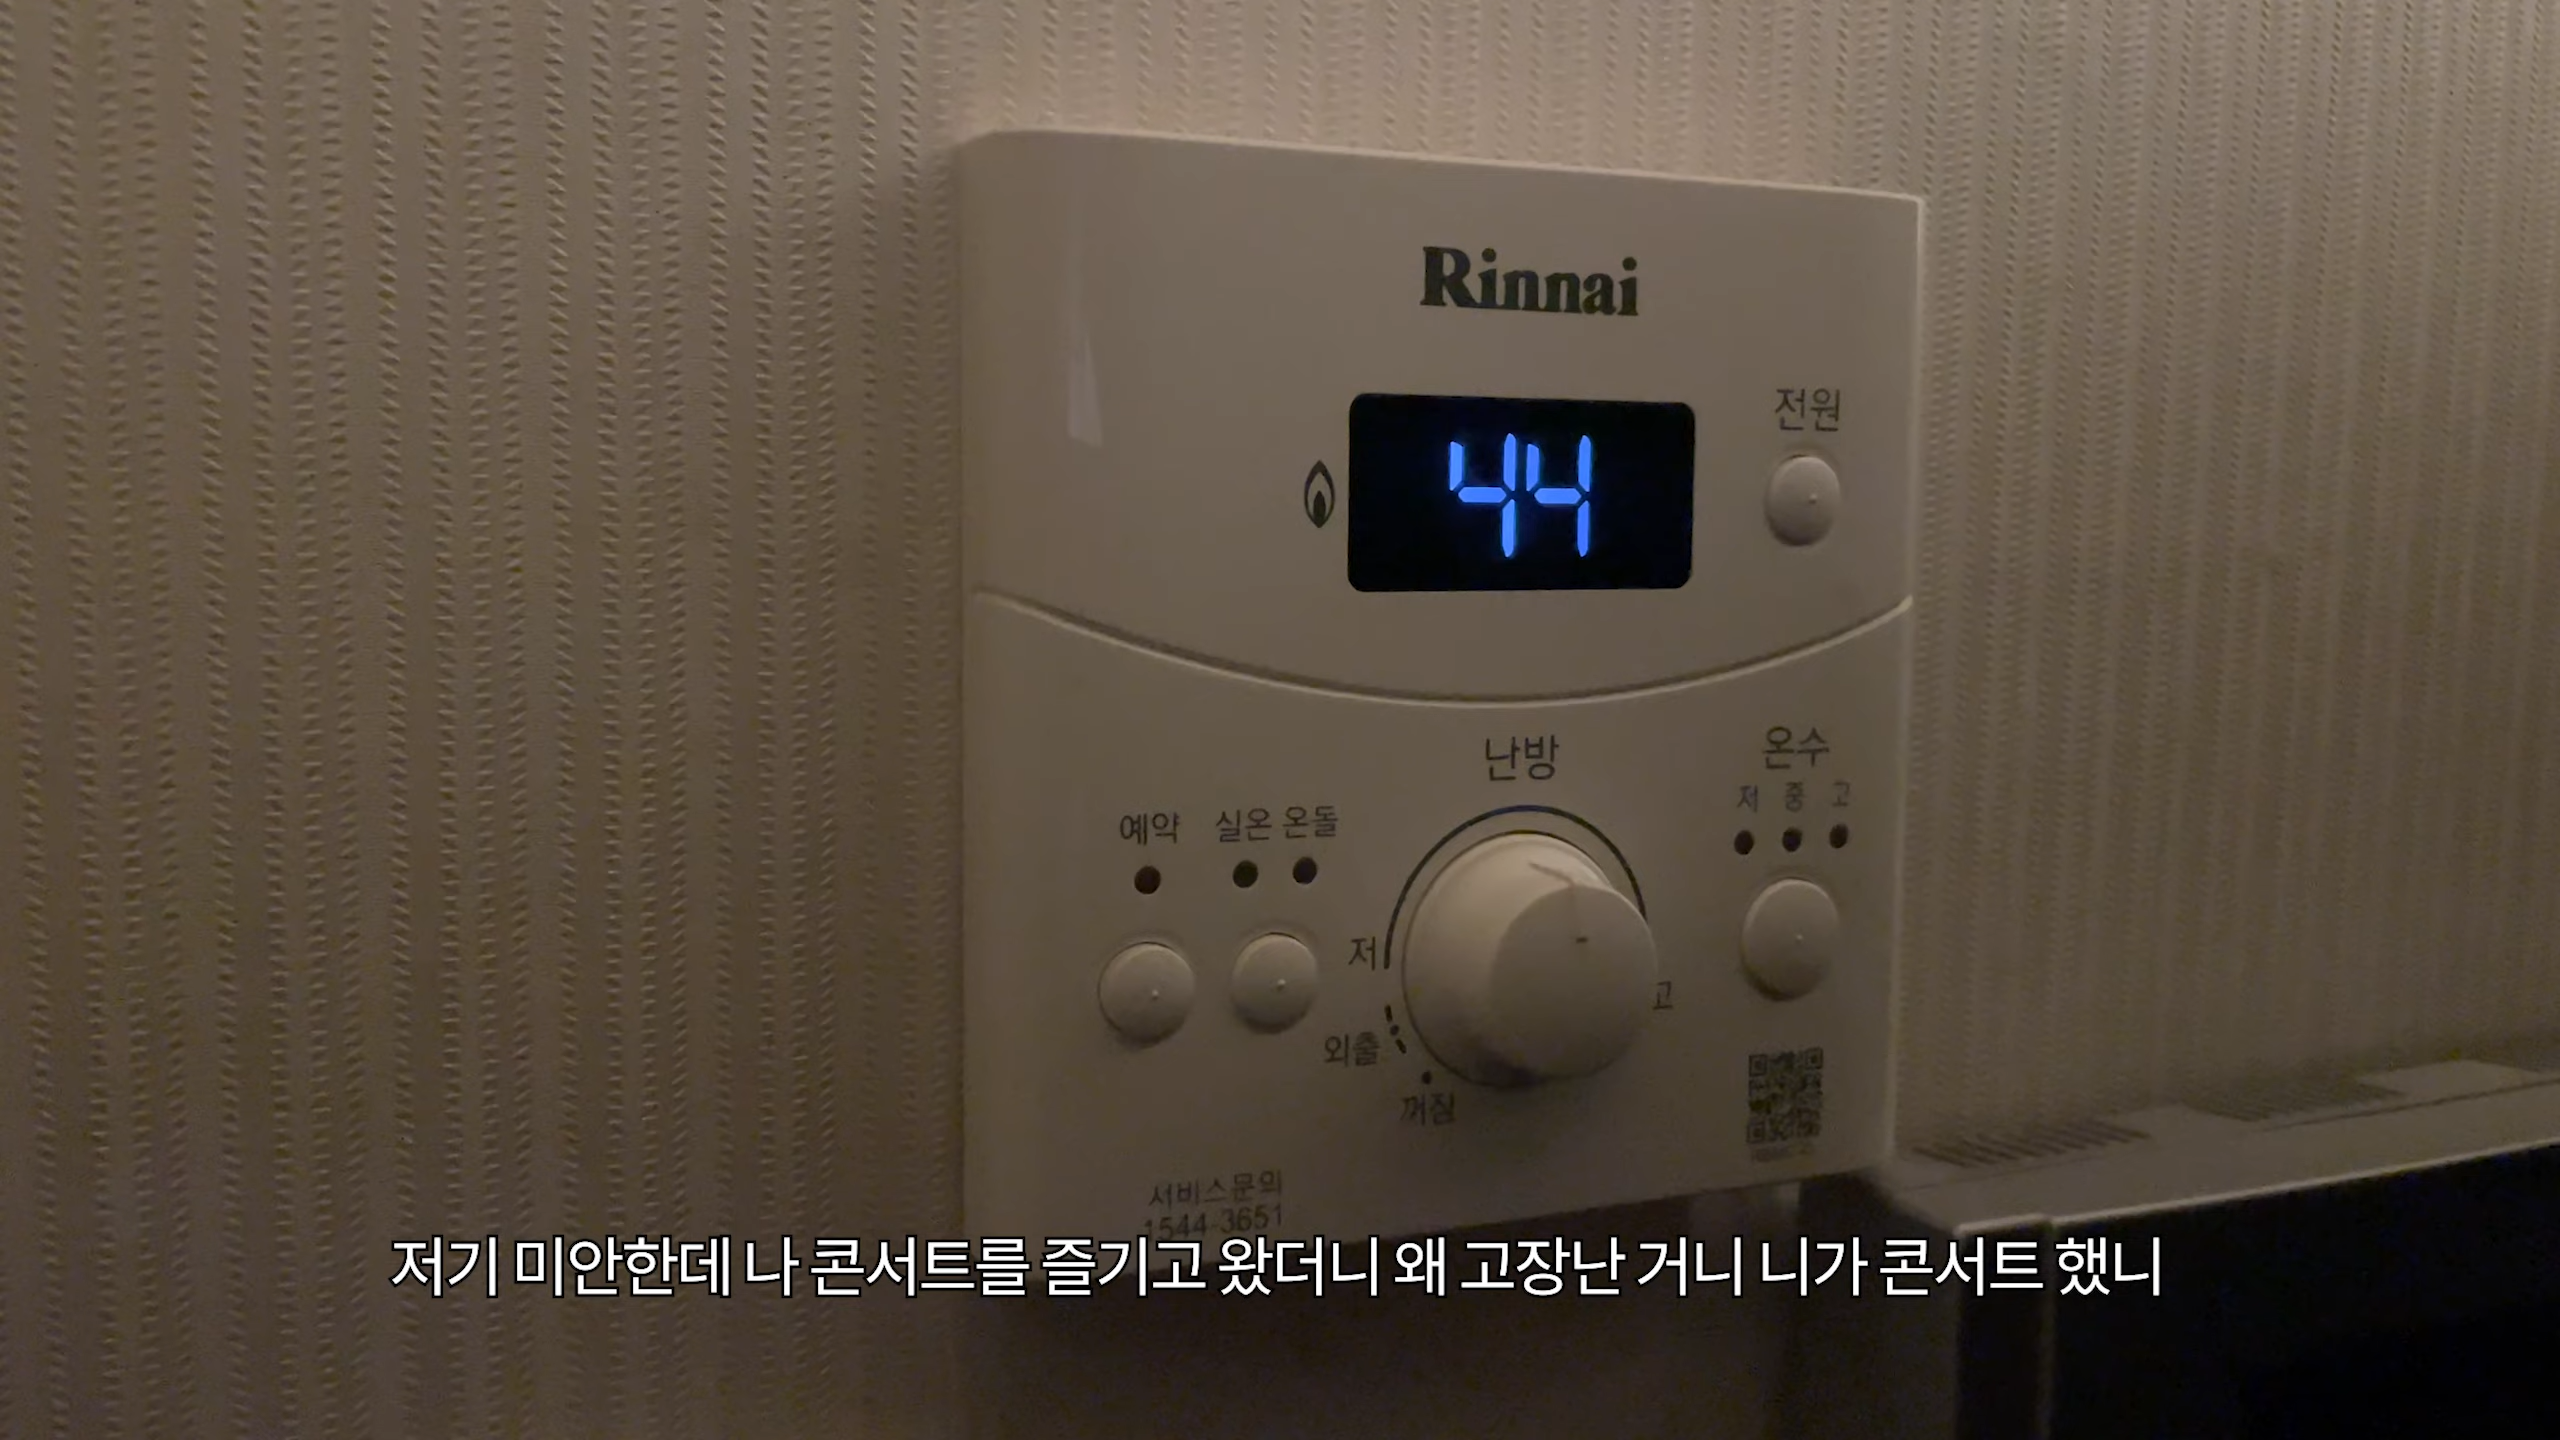 Rinnai
전원
44
난방
온수
저 중 고
예약 실온 온돌
저
고
외출
꺼짐
서비스문의
1544-3651
저기 미안한데 나 콘서트를 즐기고 왔더니 왜 고장난 거니 니가 콘서트 했니